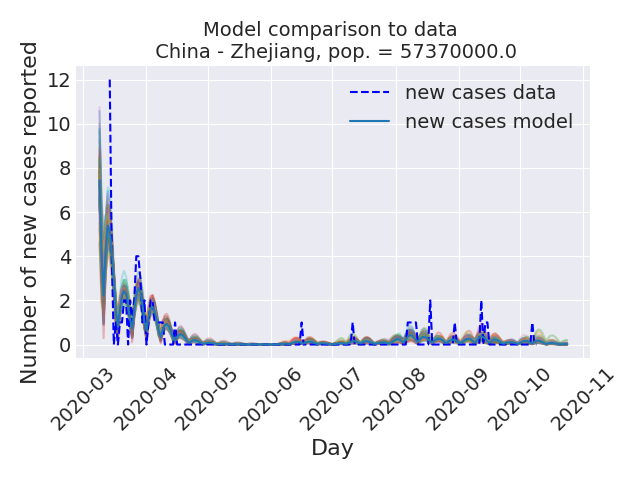 Model comparison to data
China - Zhejiang, pop. = 57370000.0
Number of new cases reported
12
10
8
6
4
2
0
new cases data
new cases model
2020-03
2020-04
2020-05
2020-06
2020-07
2020-08
2020-09
2020-10
2020-11
Day